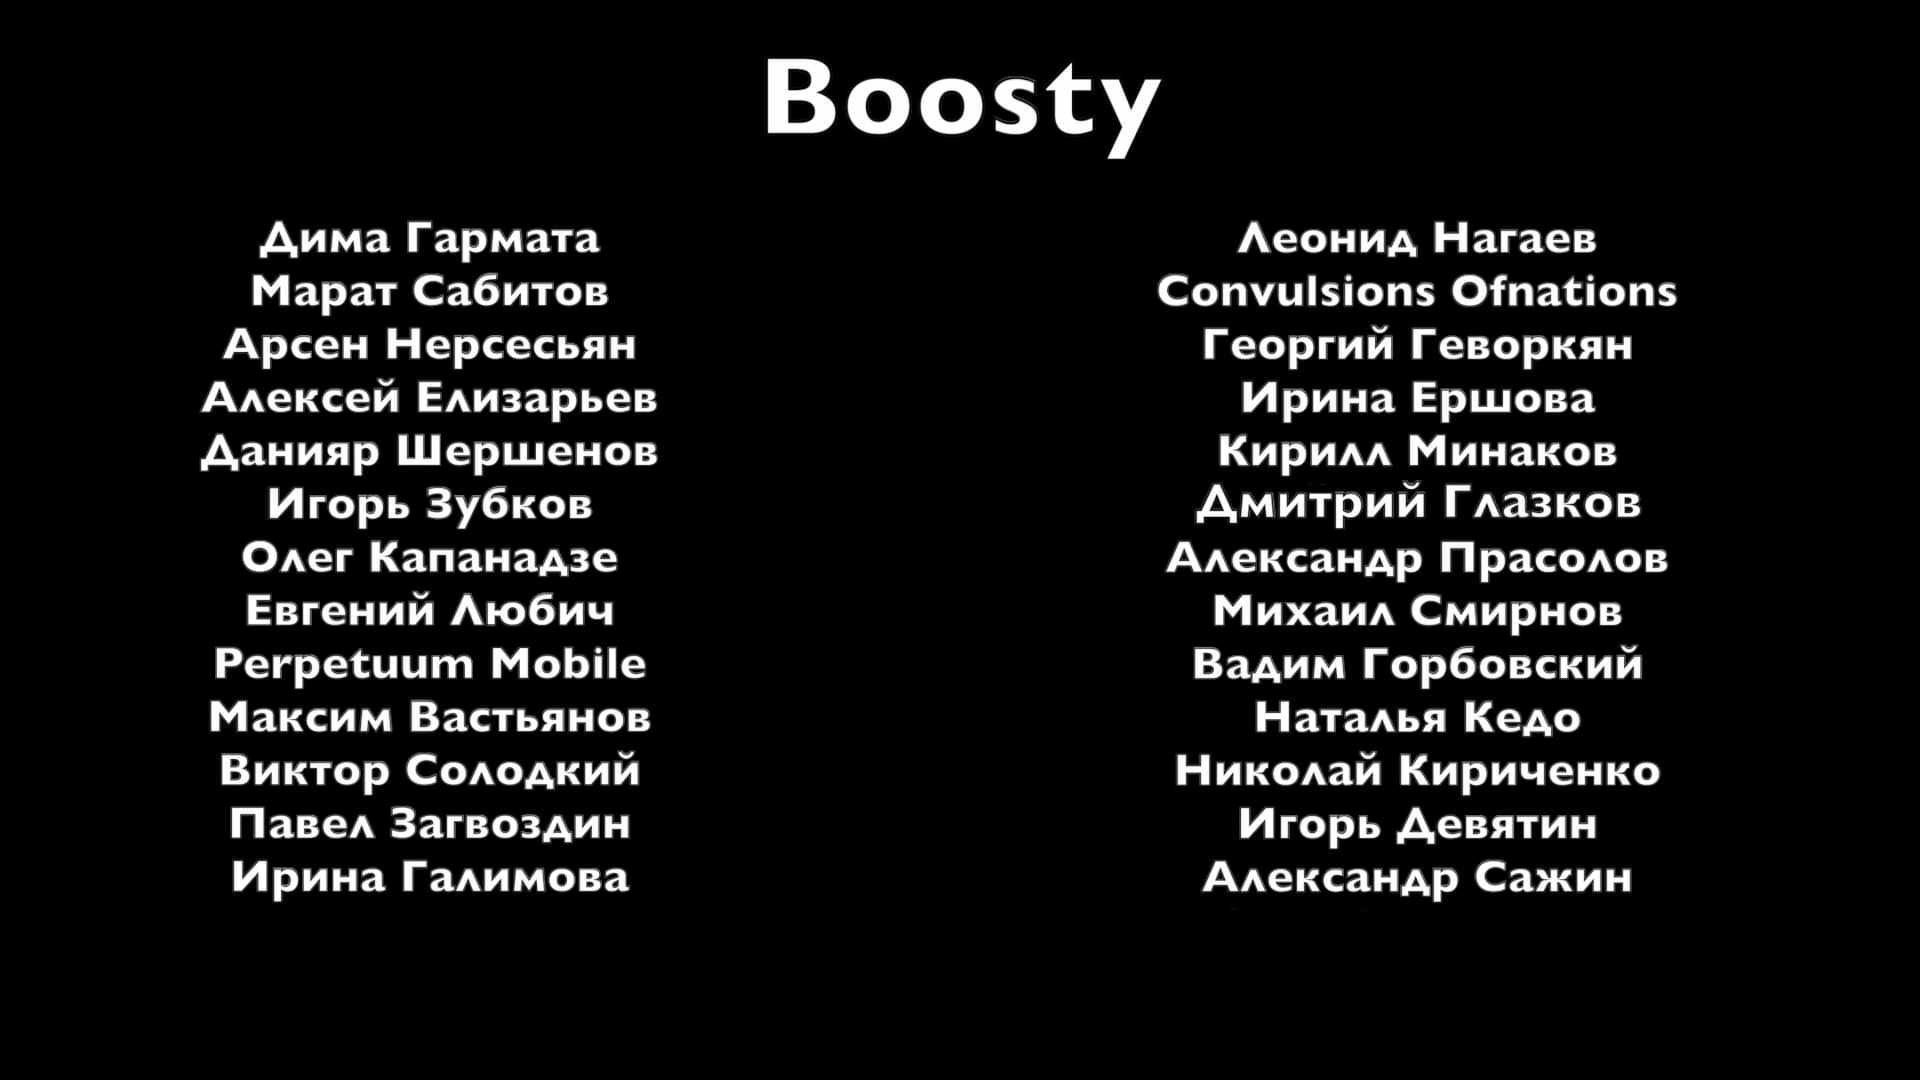 Boosty
Дима Гармата
Марат Сабитов
Арсен Нерсесьян
Алексей Елизарьев
Данияр Шершенов
Игорь Зубков
Олег Капанадзе
Евгений Любич
Perpetuum Mobile
Максим Вастьянов
Виктор Солодкий
Павел Загвоздин
Ирина Галимова
Леонид Нагаев
Convulsions Ofnations
Георгий Геворкян
Ирина Ершова
Кирилл Минаков
Дмитрий Глазков
Александр Прасолов
Михаил Смирнов
Вадим Горбовский
Наталья Кедо
Николай Кириченко
Игорь Девятин
Александр Сажин